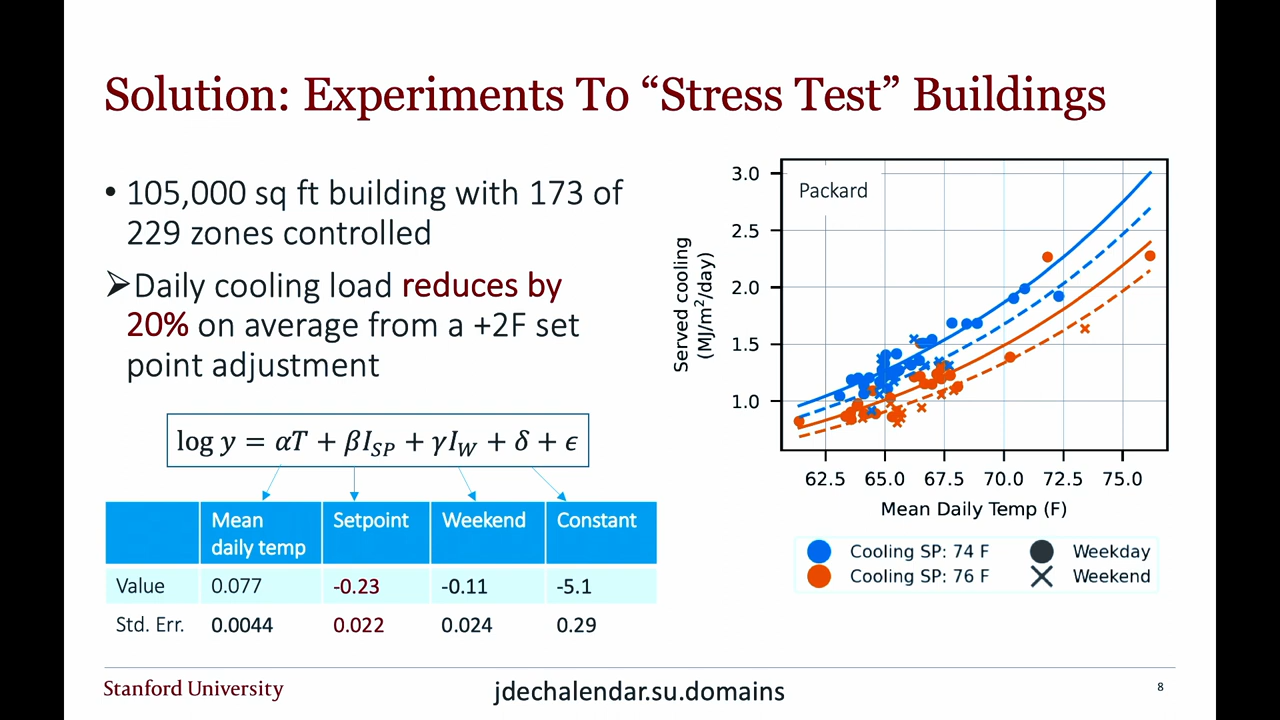 Solution: Experiments To “Stress Test” Buildings
• 105,000 sq ft building with 173 of
229 zones controlled
➢Daily cooling load reduces by
20% on average from a +2F set
point adjustment
log y = αT + βI_SP + γI_W + δ + ϵ
Mean daily temp Setpoint Weekend Constant
Value 0.077 -0.23 -0.11 -5.1
Std. Err. 0.0044 0.022 0.024 0.29
Packard
Served cooling
(MJ/m²/day)
3.0
2.5
2.0
1.5
1.0
62.5 65.0 67.5 70.0 72.5 75.0
Mean Daily Temp (F)
Cooling SP: 74 F Weekday
Cooling SP: 76 F Weekend
Stanford University
jdechalendar.su.domains
8